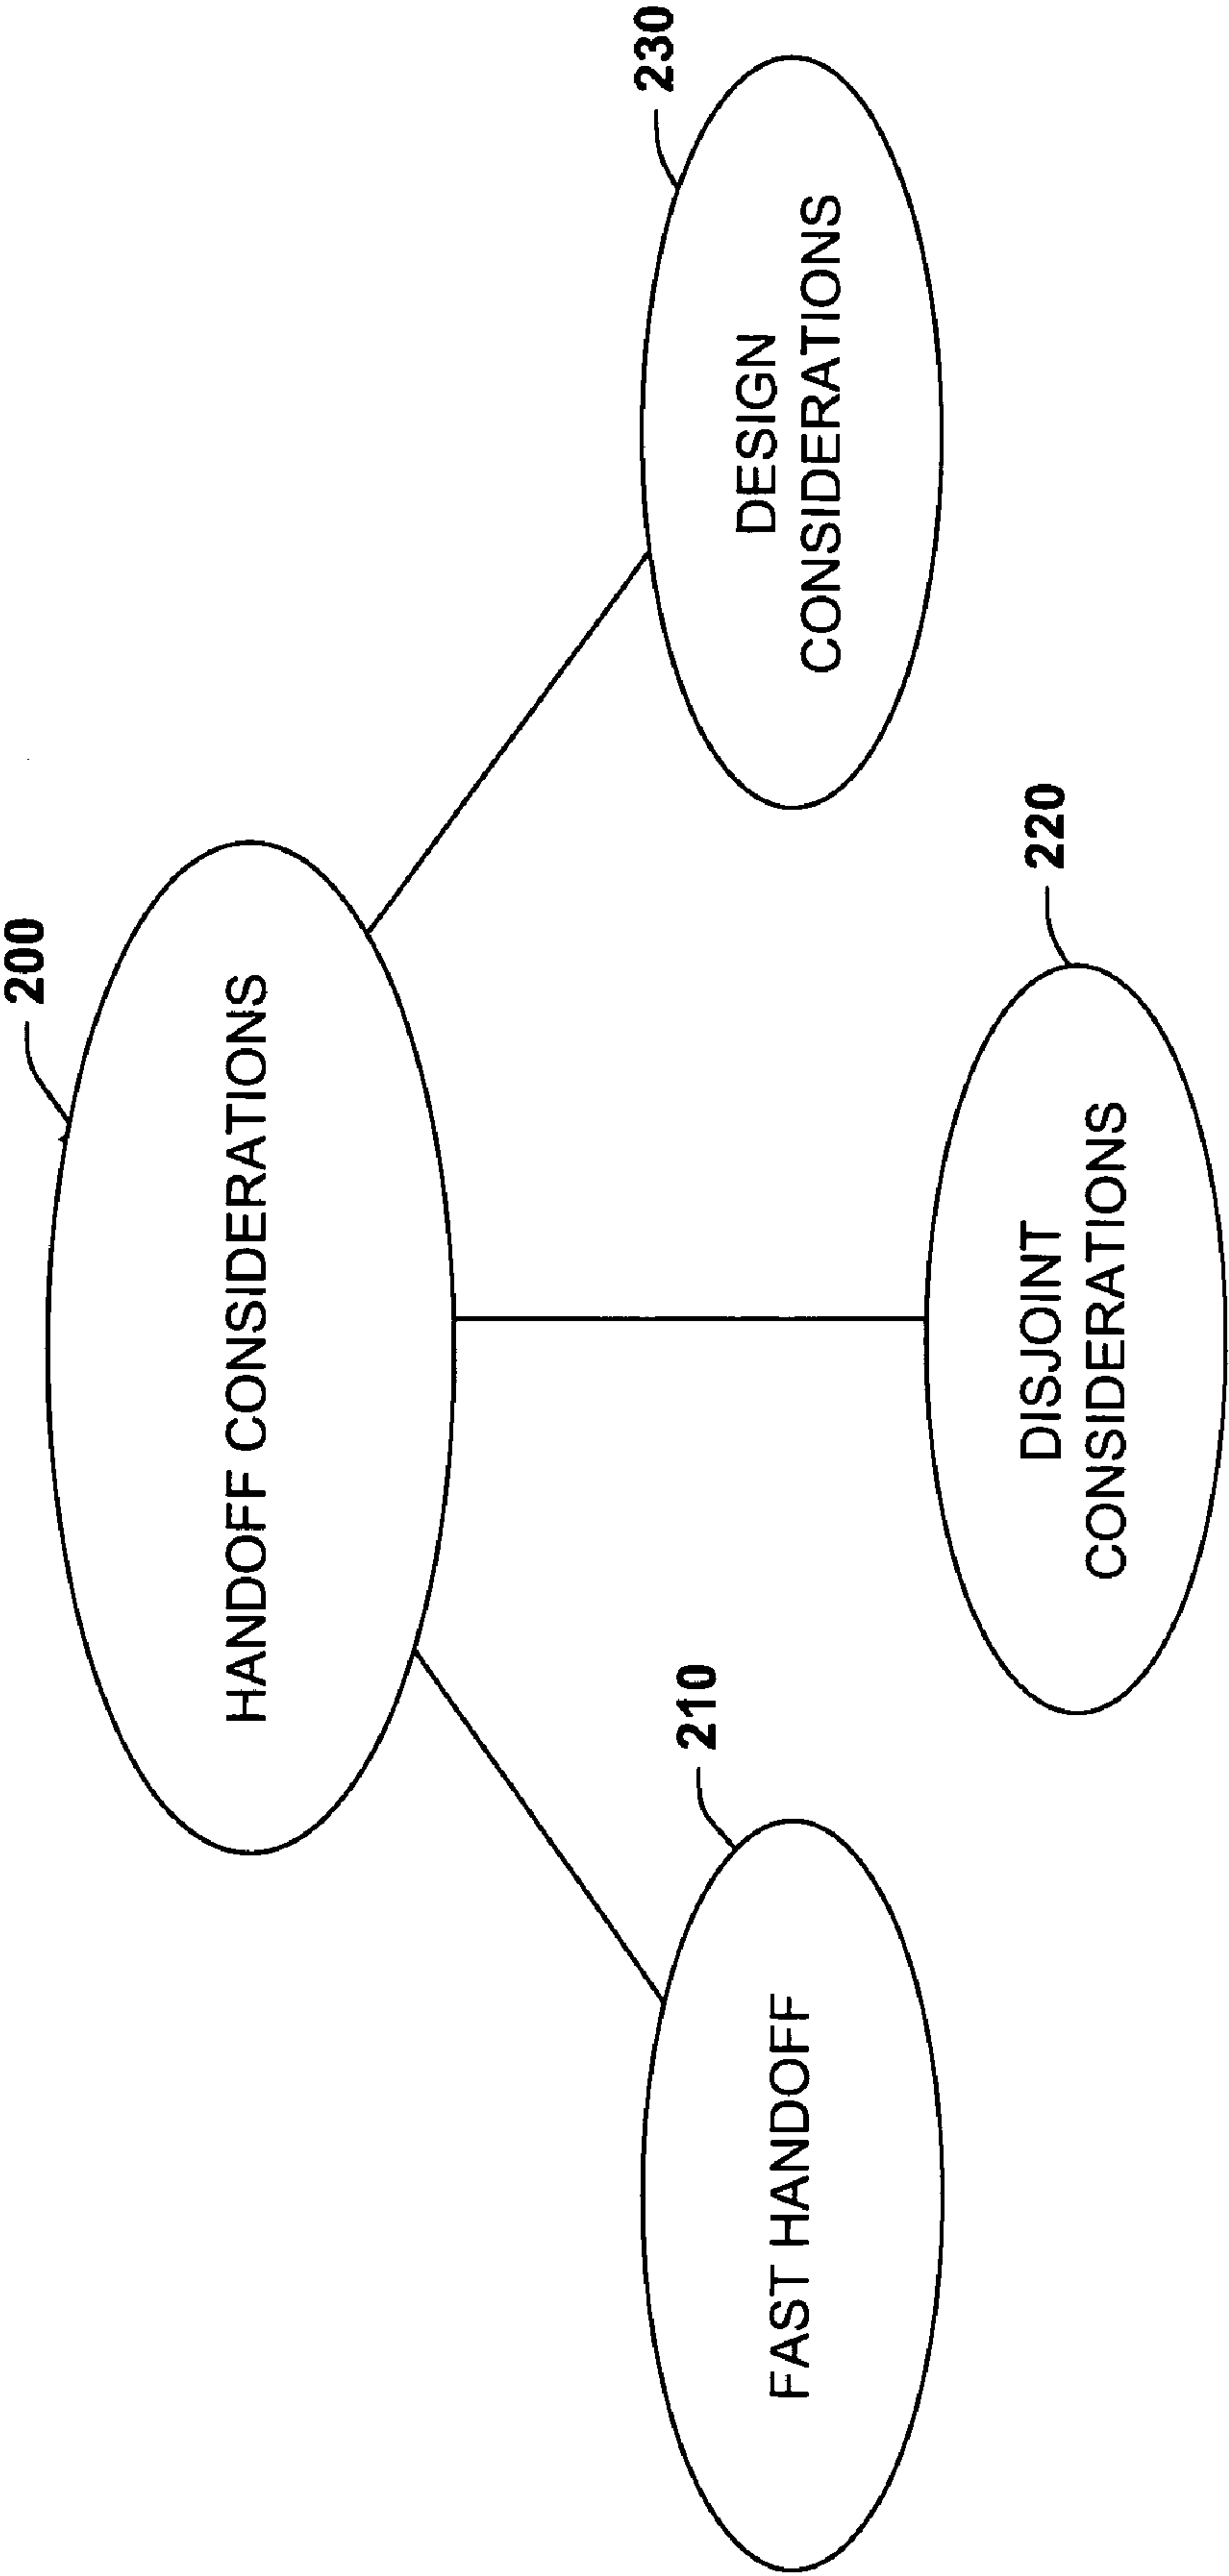 200
HANDOFF CONSIDERATIONS
210
FAST HANDOFF
220
DISJOINT
CONSIDERATIONS
230
DESIGN
CONSIDERATIONS